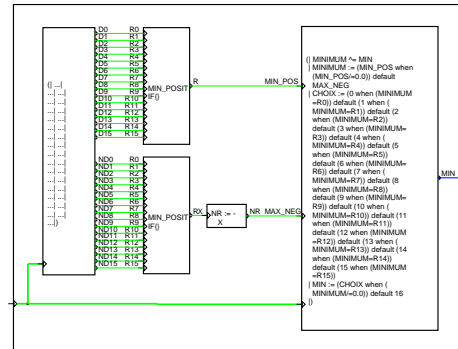 D0 R0
D1 R1
D2 R2
D3 R3
D4 R4
D5 R5
D6 R6
D7 R7
D8 R8
D9 R9
D10 R10
D11 R11
D12 R12
D13 R13
D14 R14
D15 R15
(| ...|
...| ...|
...| ...|
...| ...|
...| ...|
...| ...|
...| ...|
...| ...|
...| ...|
...| ...|
...|)
MIN_POSIT
IF()
R
MIN_POS
ND0 R0
ND1 R1
ND2 R2
ND3 R3
ND4 R4
ND5 R5
ND6 R6
ND7 R7
ND8 R8
ND9 R9
ND10 R10
ND11 R11
ND12 R12
ND13 R13
ND14 R14
ND15 R15
MIN_POSIT
IF()
RX
NR := -
X
NR
MAX_NEG
(| MINIMUM ^= MIN
| MINIMUM := (MIN_POS when
(MIN_POS/=0.0)) default
MAX_NEG
| CHOIX := (0 when (MINIMUM
=R0)) default (1 when (
MINIMUM=R1)) default (2
when (MINIMUM=R2))
default (3 when (MINIMUM=
R3)) default (4 when (
MINIMUM=R4)) default (5
when (MINIMUM=R5))
default (6 when (MINIMUM=
R6)) default (7 when (
MINIMUM=R7)) default (8
when (MINIMUM=R8))
default (9 when (MINIMUM=
R9)) default (10 when (
MINIMUM=R10)) default (11
when (MINIMUM=R11))
default (12 when (MINIMUM
=R12)) default (13 when (
MINIMUM=R13)) default (14
when (MINIMUM=R14))
default (15 when (MINIMUM
=R15))
| MIN := (CHOIX when (
MINIMUM/=0.0)) default 16
|)
MIN